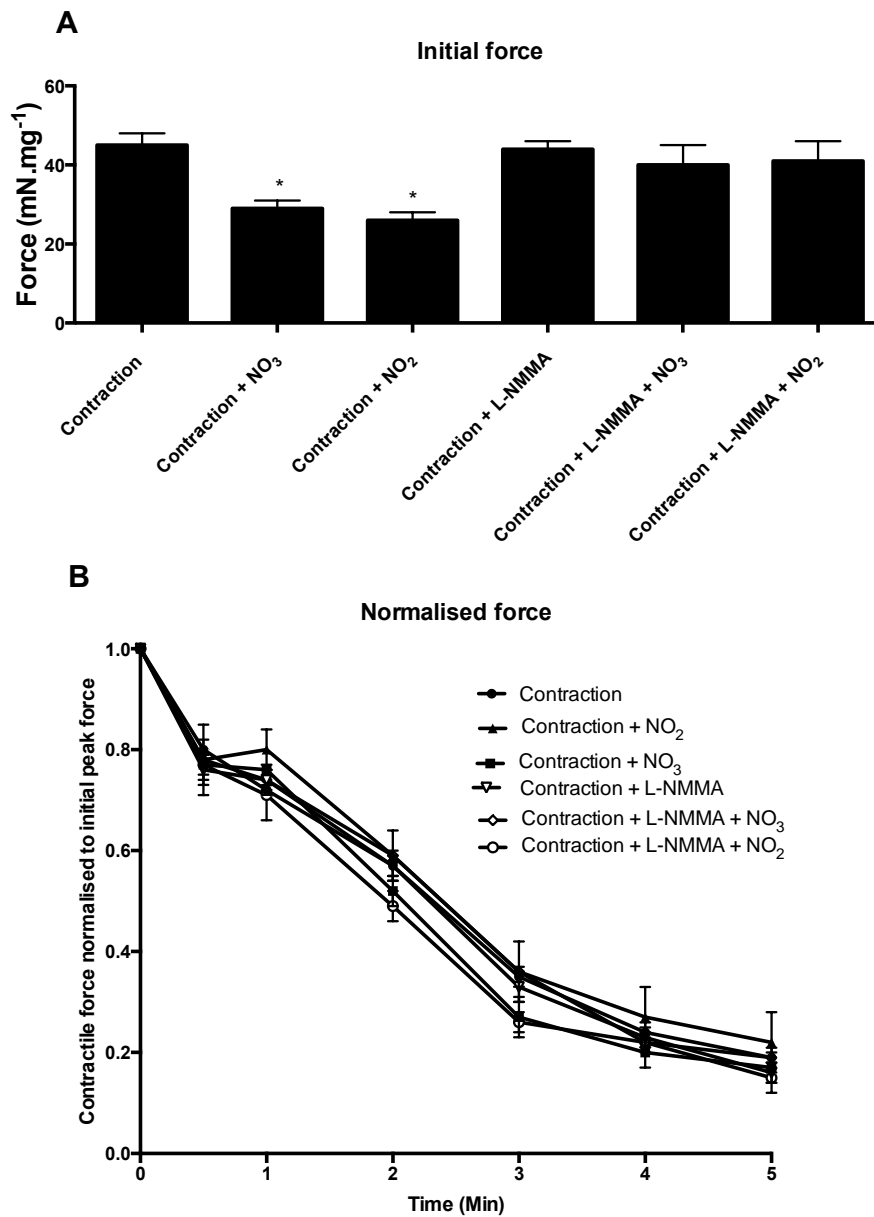 A
Initial force
Force (mN.mg⁻¹)
60
40
20
0
*
*
Contraction
Contraction + NO₃
Contraction + NO₂
Contraction + L-NMMA
Contraction + L-NMMA + NO₃
Contraction + L-NMMA + NO₂
B
Normalised force
Contractile force normalised to initial peak force
1.0
0.8
0.6
0.4
0.2
0.0
Contraction
Contraction + NO₂
Contraction + NO₃
Contraction + L-NMMA
Contraction + L-NMMA + NO₃
Contraction + L-NMMA + NO₂
0 1 2 3 4 5
Time (Min)